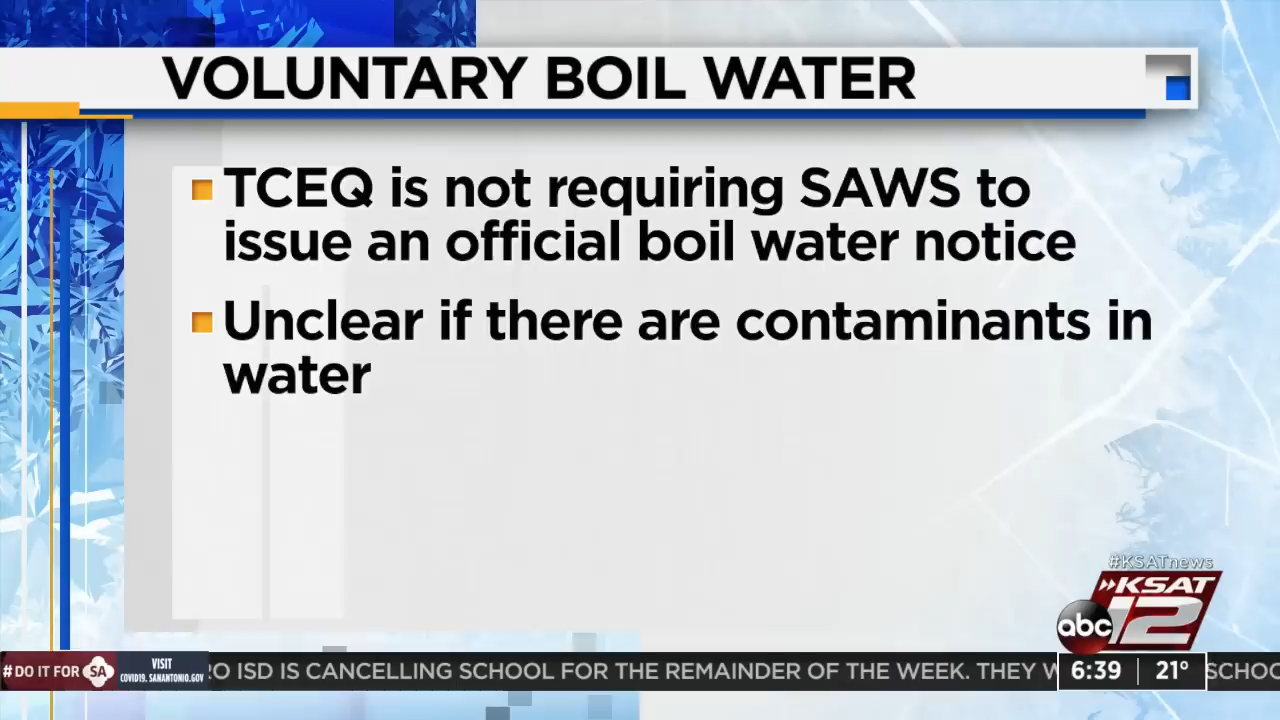 VOLUNTARY BOIL WATER
TCEQ is not requiring SAWS to
issue an official boil water notice
Unclear if there are contaminants in
water
#KSATnews
KSAT
abc 12
#DO IT FOR SA
VISIT
COVID19.SANANTONIO.GOV
RO ISD IS CANCELLING SCHOOL FOR THE REMAINDER OF THE WEEK. THEY W
6:39 21°
SCHOO